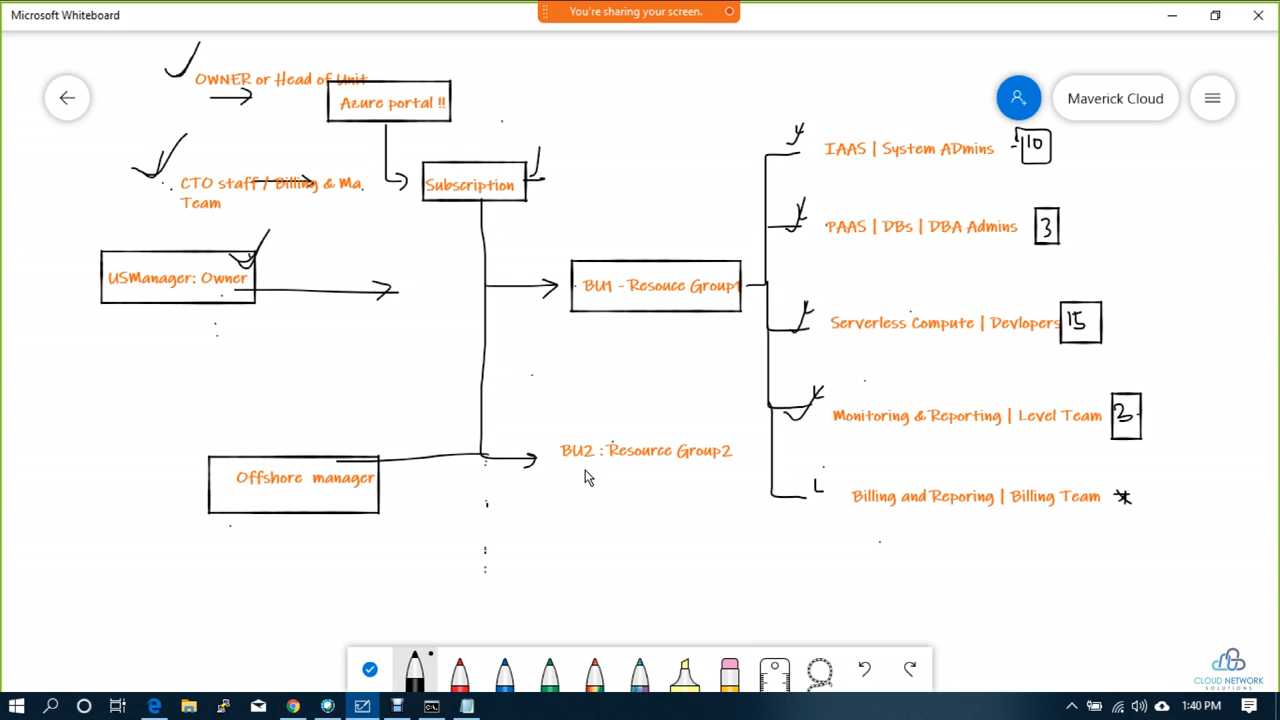 Microsoft Whiteboard
You're sharing your screen.
OWNER or Head of Unit
Azure portal !!
Maverick Cloud
IAAS | System ADmins
10
CTO staff / Billing & Ma
Team
Subscription
PAAS | DBs | DBA Admins
3
USManager: Owner
BU1 - Resouce Group1
Serverless Compute | Devlopers
15
Monitoring & Reporting | Level Team
Offshore manager
BU2 : Resource Group2
Billing and Reporing | Billing Team
CLOUD NETWORK
SOLUTIONS
1:40 PM